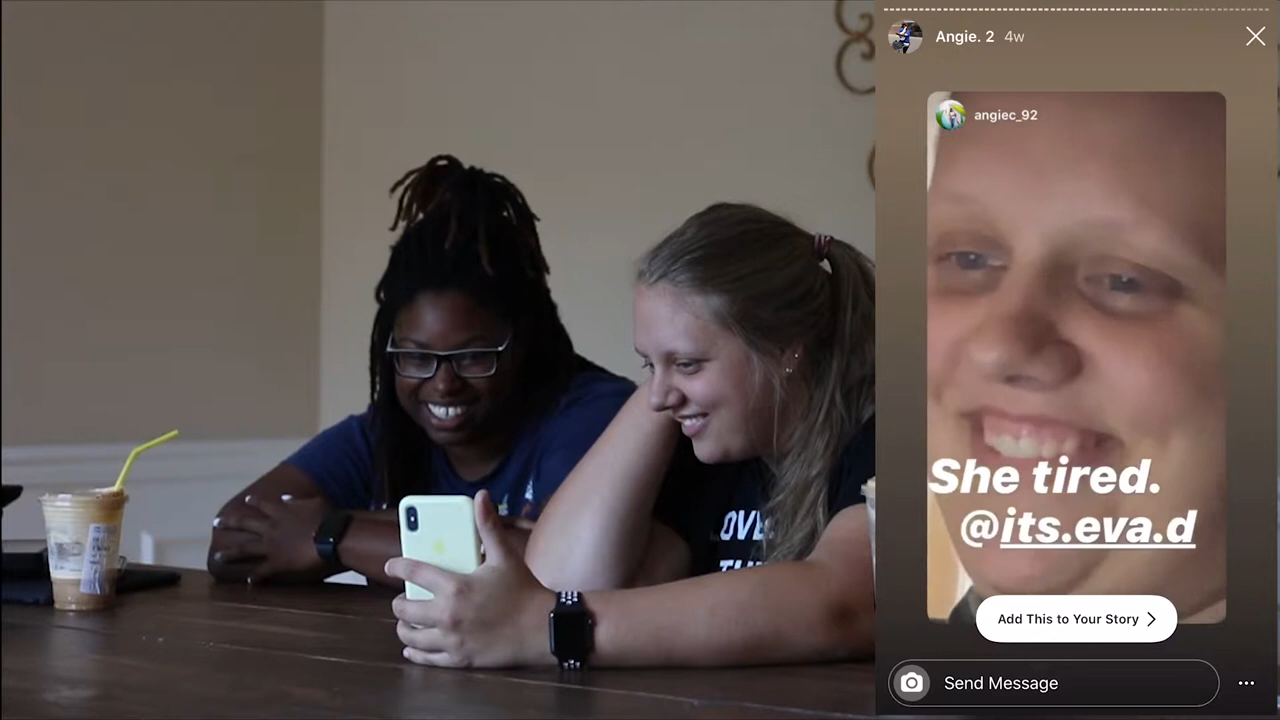 Angie. 2 4w
angiec_92
She tired.
@its.eva.d
Add This to Your Story
Send Message